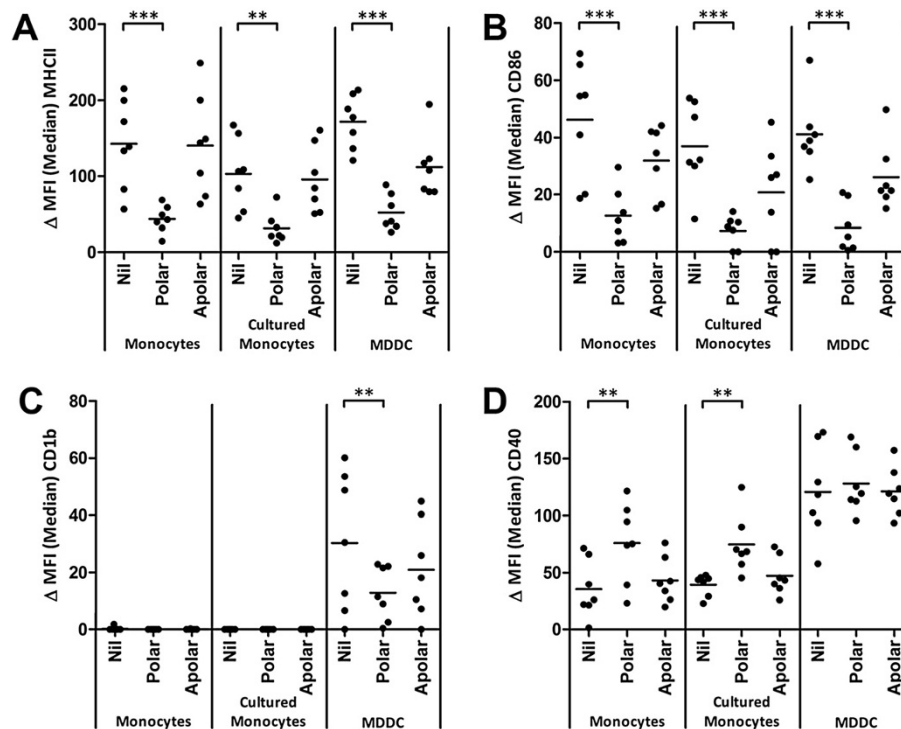 A
Δ MFI (Median) MHCII
300
200
100
0
***
**
***
Nil
Polar
Apolar
Nil
Polar
Apolar
Nil
Polar
Apolar
Monocytes
Cultured
Monocytes
MDDC
B
Δ MFI (Median) CD86
80
60
40
20
0
***
***
***
Nil
Polar
Apolar
Nil
Polar
Apolar
Nil
Polar
Apolar
Monocytes
Cultured
Monocytes
MDDC
C
Δ MFI (Median) CD1b
80
60
40
20
0
**
Nil
Polar
Apolar
Nil
Polar
Apolar
Nil
Polar
Apolar
Monocytes
Cultured
Monocytes
MDDC
D
Δ MFI (Median) CD40
200
150
100
50
0
**
**
Nil
Polar
Apolar
Nil
Polar
Apolar
Nil
Polar
Apolar
Monocytes
Cultured
Monocytes
MDDC